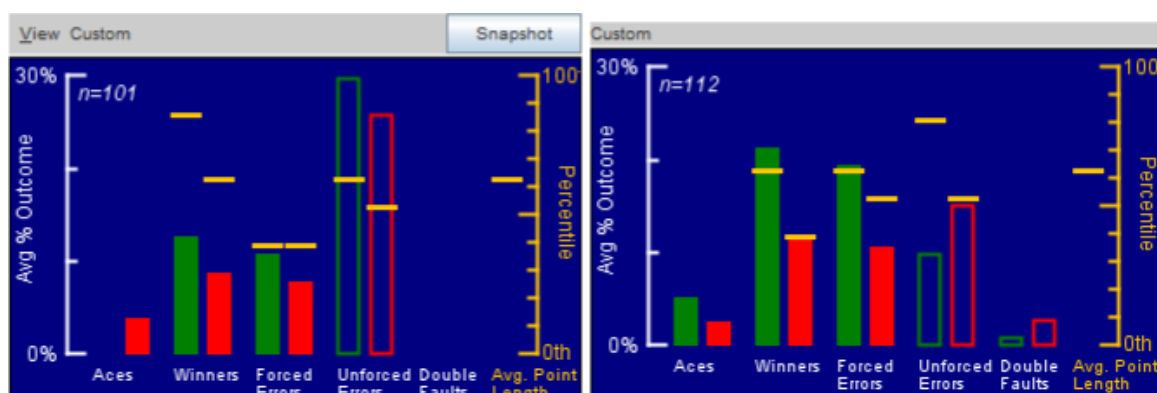 View Custom Snapshot
30%
n=101
100
Avg % Outcome
Percentile
0%
0th
Aces Winners Forced Unforced Double Avg. Point
Errors Errors Faults Length
Custom
30%
n=112
100
Avg % Outcome
Percentile
0%
0th
Aces Winners Forced Unforced Double Avg. Point
Errors Errors Faults Length